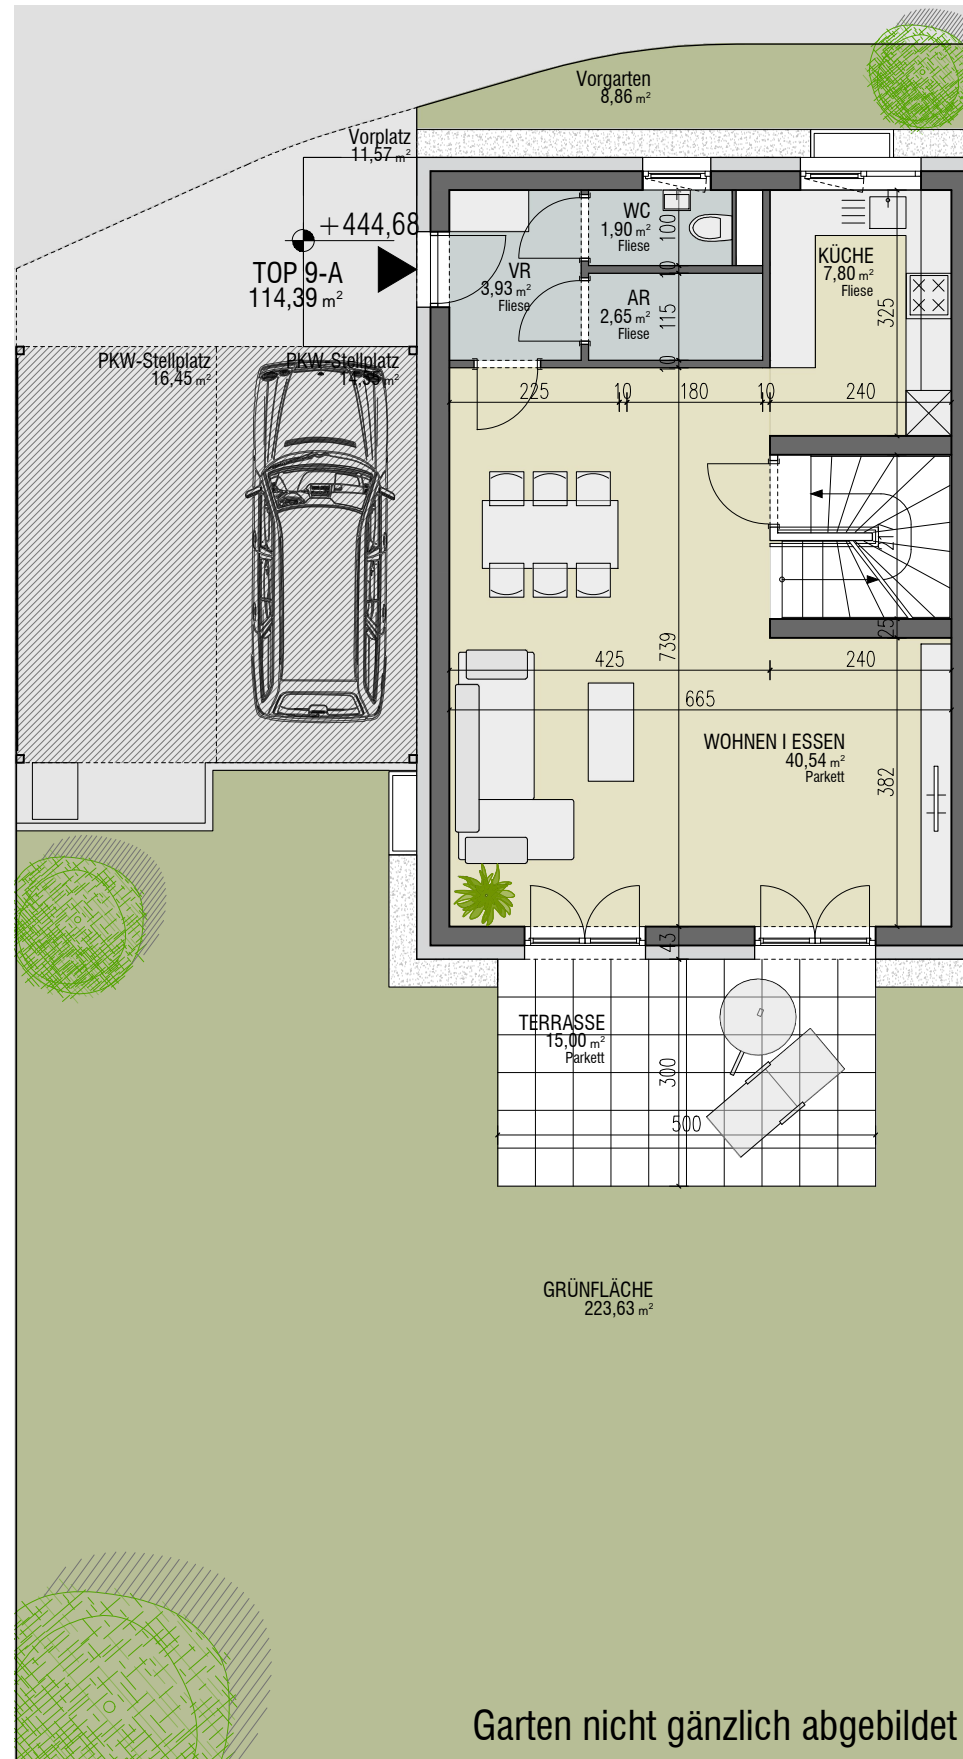 Vorgarten
8,86 m²
Vorplatz
11,57 m²
+444,68
TOP 9-A
114,39 m²
WC
1,90 m²
Fliese
100
10
VR
3,93 m²
Fliese
AR
2,65 m²
Fliese
115
10
KÜCHE
7,80 m²
Fliese
325
PKW-Stellplatz
16,45 m²
PKW-Stellplatz
225
10
180
10
240
25
739
425
240
665
WOHNEN I ESSEN
40,54 m²
Parkett
382
43
TERRASSE
15,00 m²
Parkett
300
500
GRÜNFLÄCHE
223,63 m²
Garten nicht gänzlich abgebildet